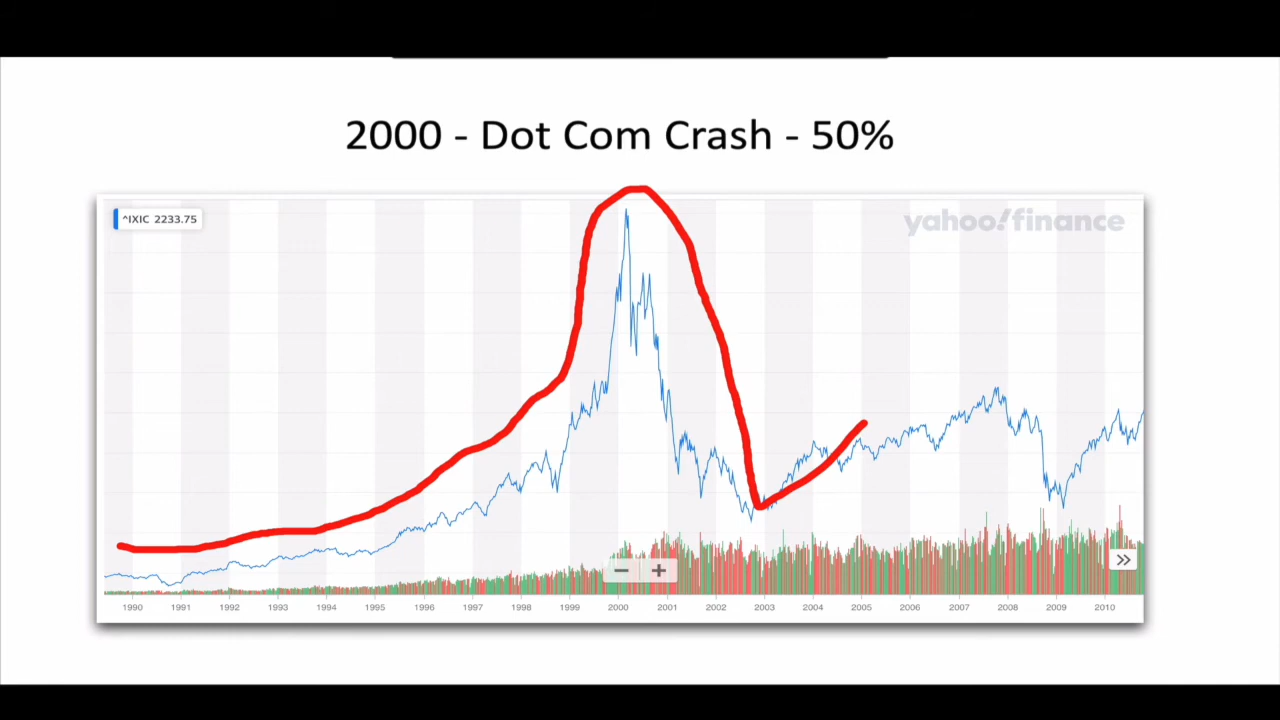 2000 - Dot Com Crash - 50%
^IXIC 2233.75
yahoo!finance
− +
»
1990 1991 1992 1993 1994 1995 1996 1997 1998 1999 2000 2001 2002 2003 2004 2005 2006 2007 2008 2009 2010